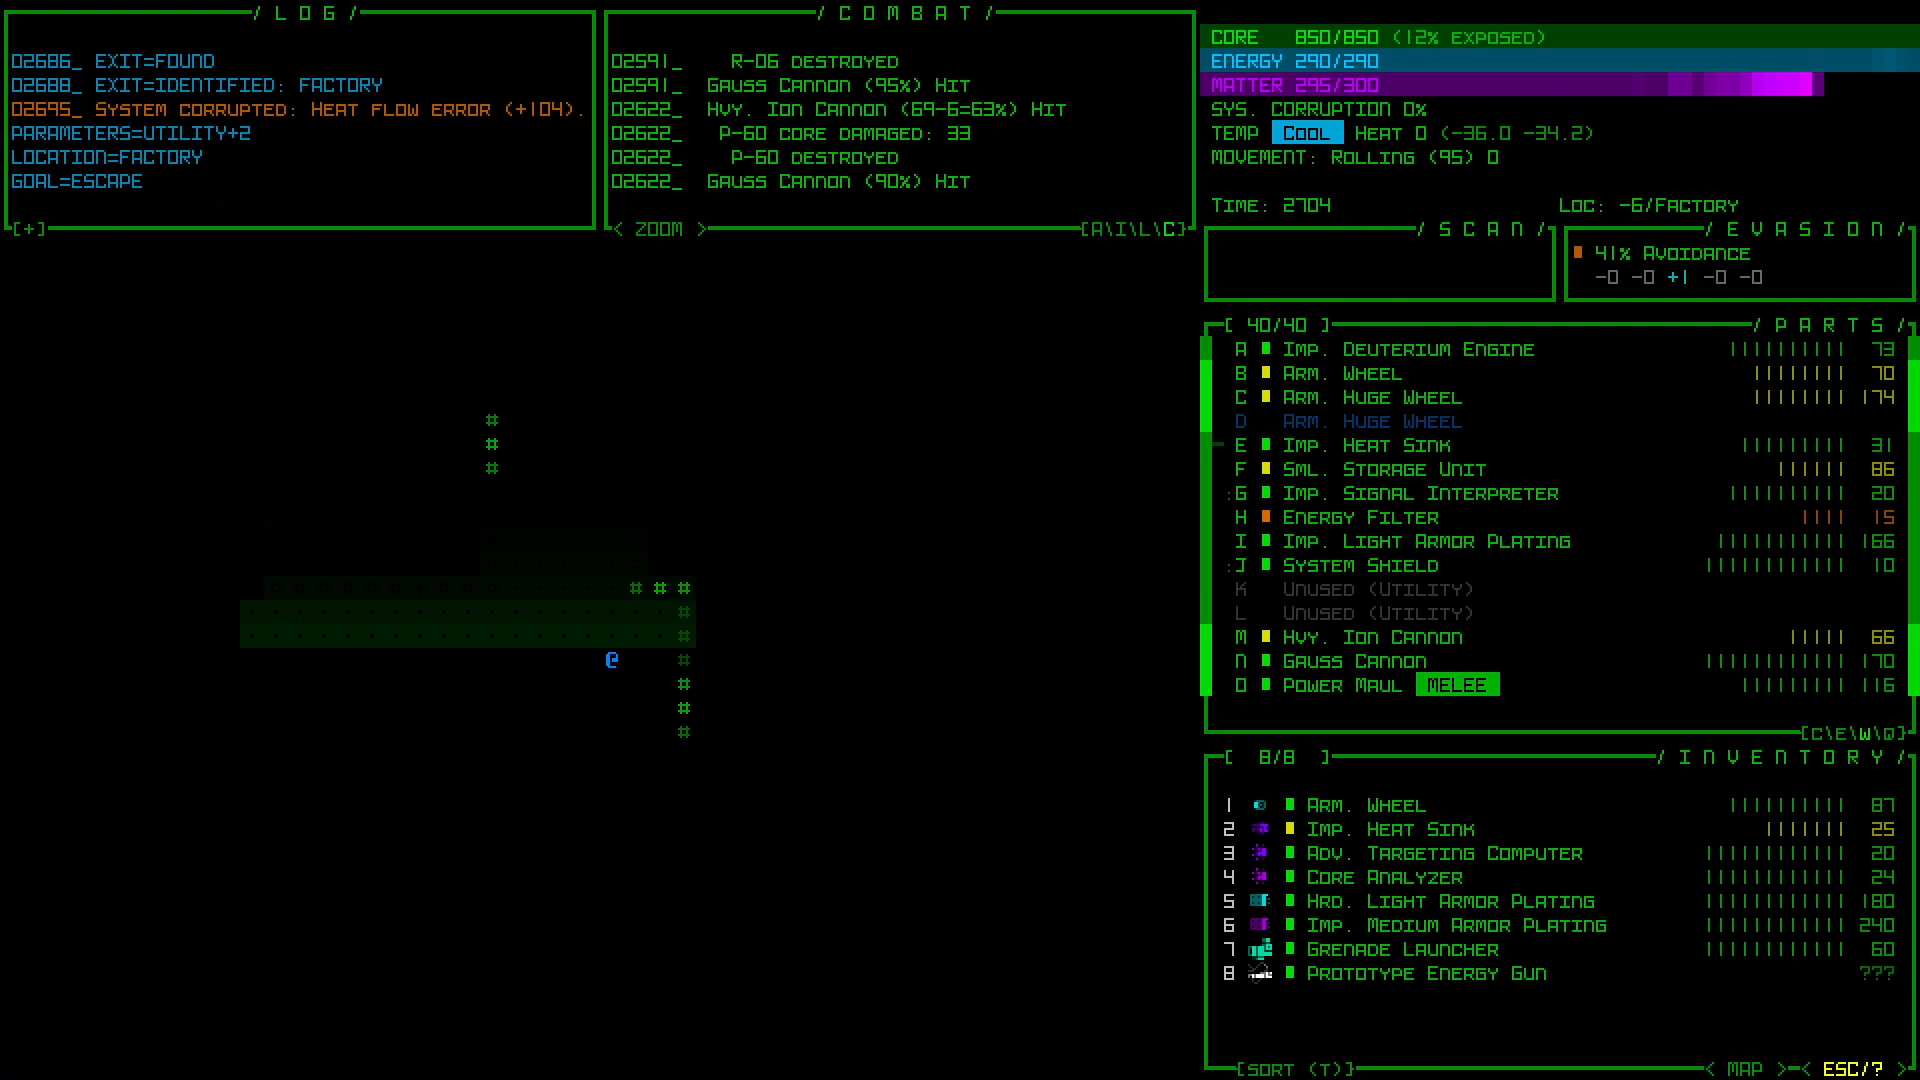 / L O G /
02686_ EXIT=FOUND
02688_ EXIT=IDENTIFIED: FACTORY
02695_ SYSTEM CORRUPTED: HEAT FLOW ERROR (+104).
PARAMETERS=UTILITY+2
LOCATION=FACTORY
GOAL=ESCAPE
[+]
/ C O M B A T /
02591_ R-06 DESTROYED
02591_ GAUSS CANNON (95%) HIT
02622_ HVY. ION CANNON (69-6=63%) HIT
02622_ P-60 CORE DAMAGED: 33
02622_ P-60 DESTROYED
02622_ GAUSS CANNON (90%) HIT
< ZOOM >
[A\I\L\C]
CORE 850/850 (12% EXPOSED)
ENERGY 290/290
MATTER 295/300
SYS. CORRUPTION 0%
TEMP COOL HEAT 0 (-36.0 -34.2)
MOVEMENT: ROLLING (95) 0
TIME: 2704 LOC: -6/FACTORY
/ S C A N /
/ E V A S I O N /
41% AVOIDANCE
-0 -0 +1 -0 -0
[ 40/40 ] / P A R T S /
A IMP. DEUTERIUM ENGINE 73
B ARM. WHEEL 70
C ARM. HUGE WHEEL 174
D ARM. HUGE WHEEL
E IMP. HEAT SINK 31
F SML. STORAGE UNIT 86
:G IMP. SIGNAL INTERPRETER 20
H ENERGY FILTER 15
I IMP. LIGHT ARMOR PLATING 166
:J SYSTEM SHIELD 10
K UNUSED (UTILITY)
L UNUSED (UTILITY)
M HVY. ION CANNON 66
N GAUSS CANNON 170
O POWER MAUL MELEE 116
[C\E\W\Q]
[ 8/8 ] / I N V E N T O R Y /
1 ARM. WHEEL 87
2 IMP. HEAT SINK 25
3 ADV. TARGETING COMPUTER 20
4 CORE ANALYZER 24
5 HRD. LIGHT ARMOR PLATING 180
6 IMP. MEDIUM ARMOR PLATING 240
7 GRENADE LAUNCHER 60
8 PROTOTYPE ENERGY GUN ???
[SORT (T)] < MAP > < ESC/? >
#
#
#
# # #
#
#
@ #
#
#
#